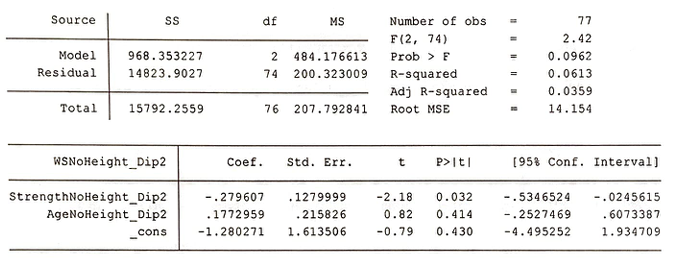 Source SS df MS Number of obs = 77
F(2, 74) = 2.42
Model 968.353227 2 484.176613 Prob > F = 0.0962
Residual 14823.9027 74 200.323009 R-squared = 0.0613
Adj R-squared = 0.0359
Total 15792.2559 76 207.792841 Root MSE = 14.154
WSNoHeight_Dip2 Coef. Std. Err. t P>|t| [95% Conf. Interval]
StrengthNoHeight_Dip2 -.279607 .1279999 -2.18 0.032 -.5346524 -.0245615
AgeNoHeight_Dip2 .1772959 .215826 0.82 0.414 -.2527469 .6073387
_cons -1.280271 1.613506 -0.79 0.430 -4.495252 1.934709